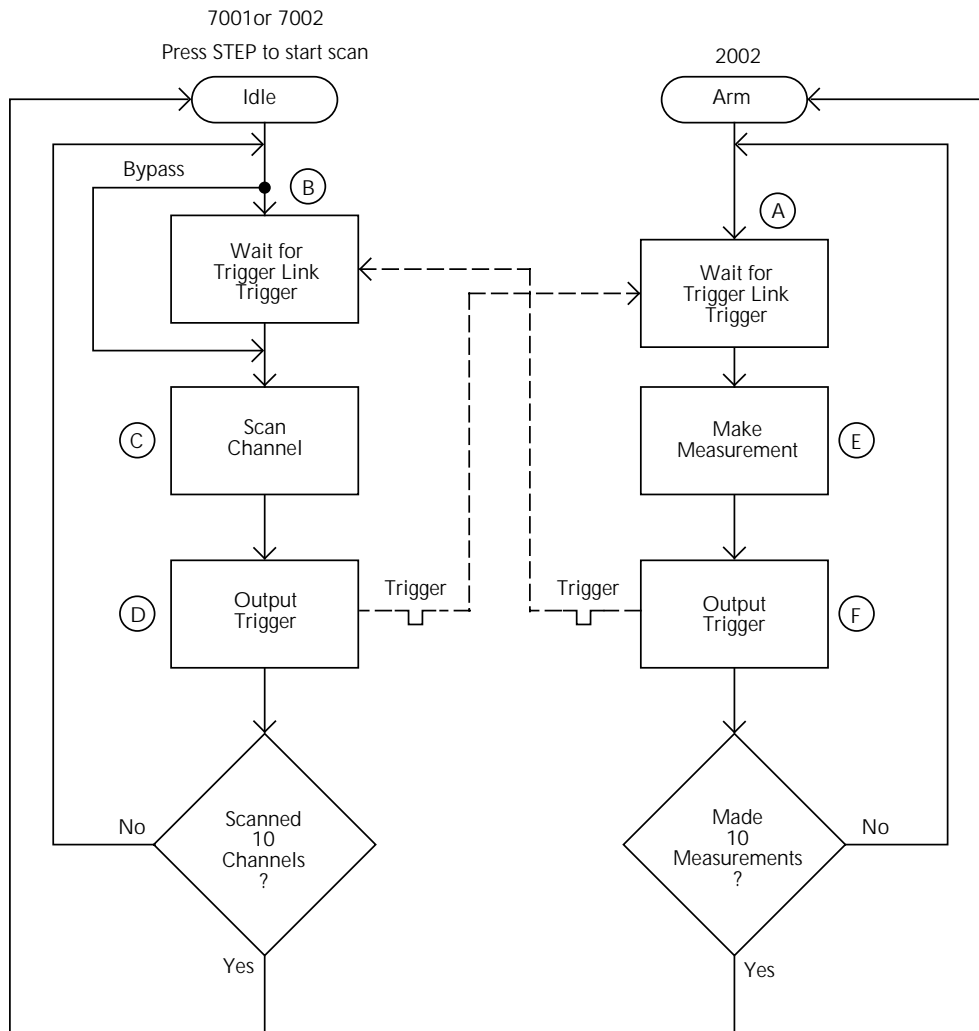 7001or 7002
Press STEP to start scan
Idle
Bypass
B
Wait for
Trigger Link
Trigger
C
Scan
Channel
D
Output
Trigger
Trigger
No
Scanned
10
Channels
?
Yes
2002
Arm
A
Wait for
Trigger Link
Trigger
Make
Measurement
E
Trigger
Output
Trigger
F
Made
10
Measurements
?
No
Yes